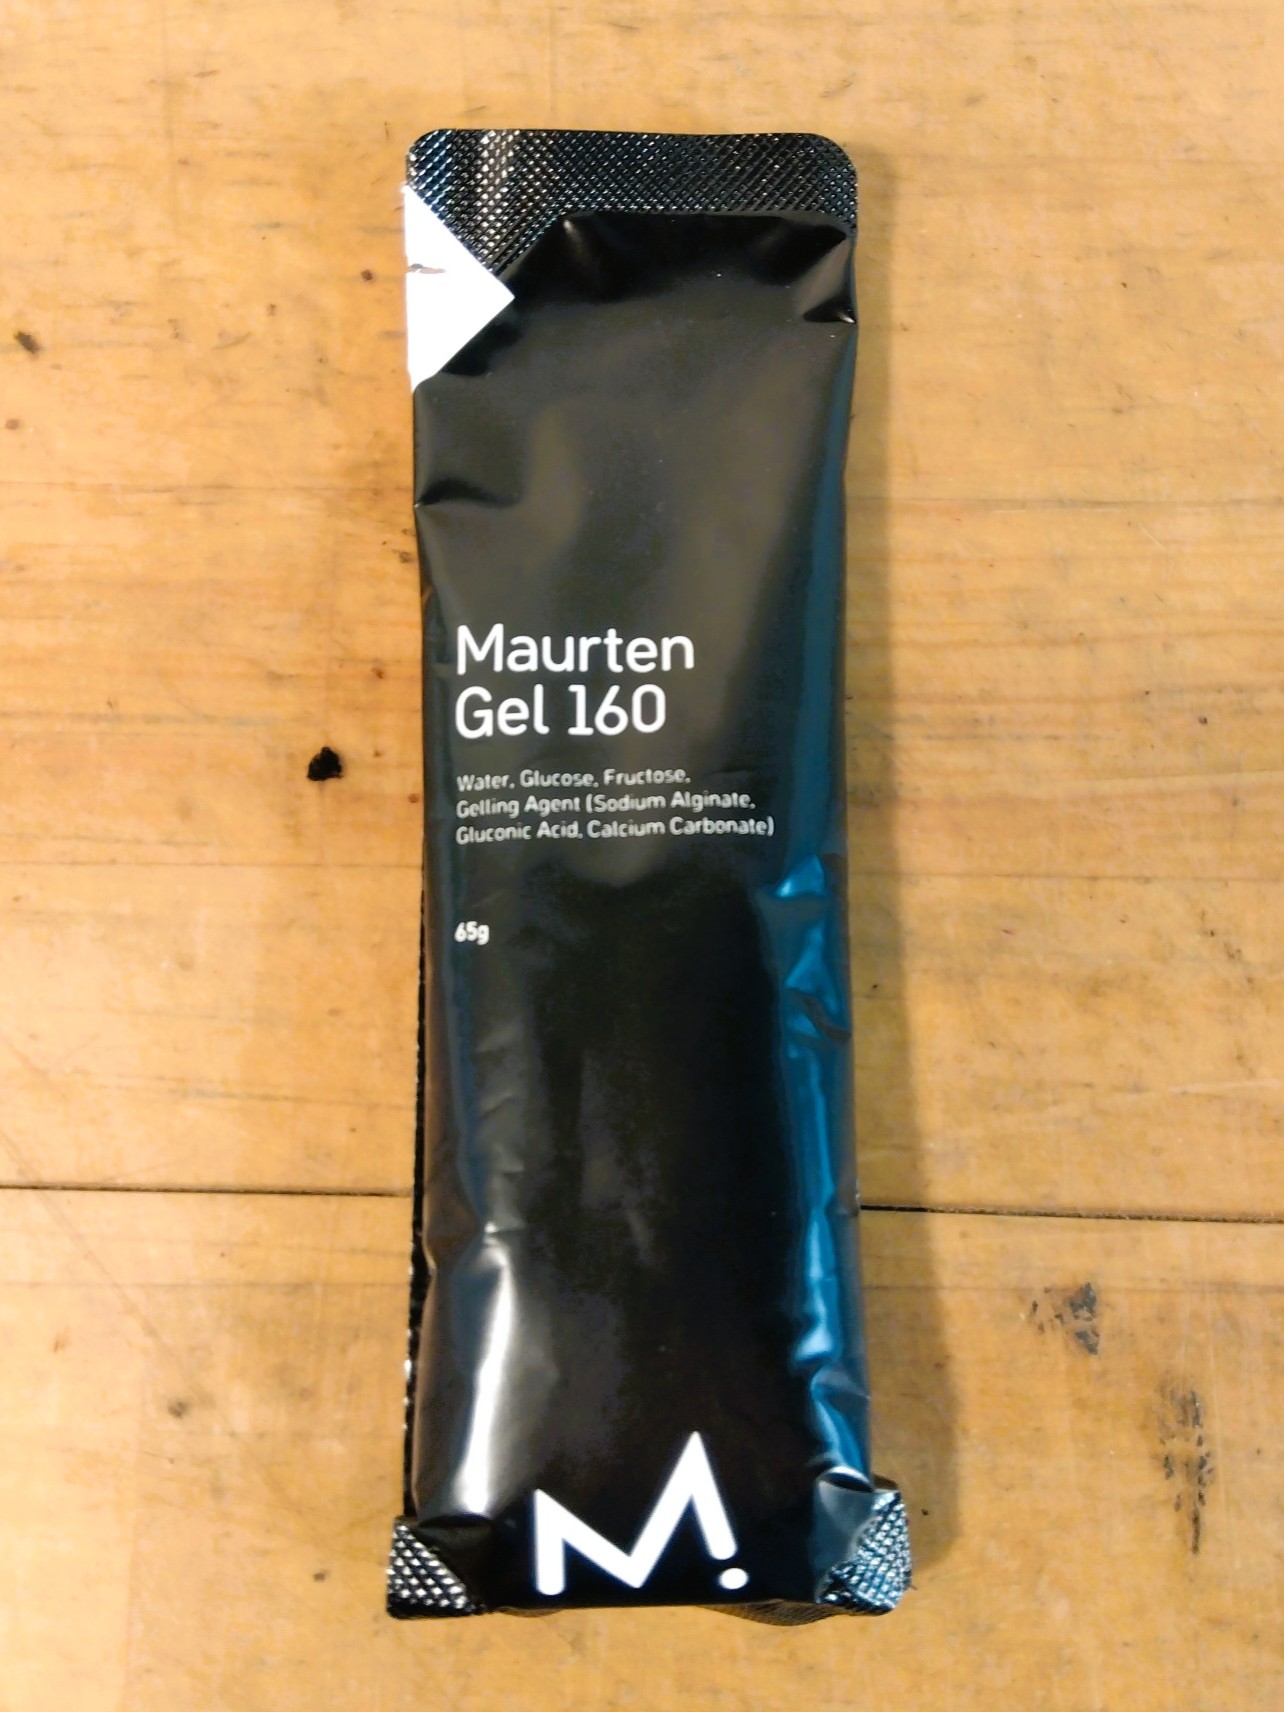 Maurten
Gel 160
Water, Glucose, Fructose,
Gelling Agent (Sodium Alginate,
Gluconic Acid, Calcium Carbonate)
65g
M.